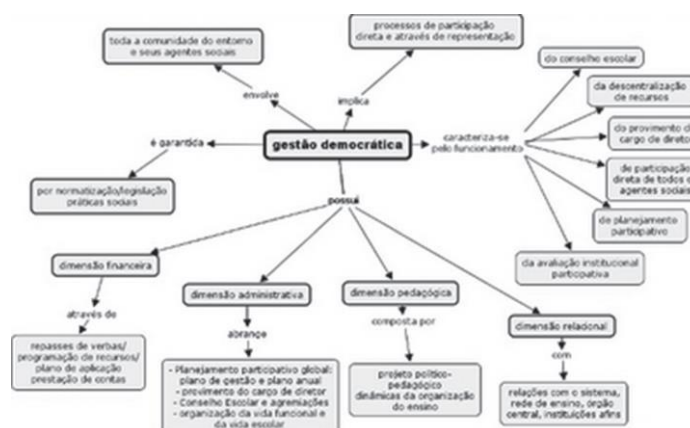 toda a comunidade do entorno
e seus agentes sociais
processos de participação
direta e através de representação
envolve
implica
é garantida
gestão democrática
caracteriza-se
pelo funcionamento
do conselho escolar
da descentralização
de recursos
do provimento d
cargo de direto
de participação
direta de todos o
agentes sociais
de planejamento
participativo
da avaliação institucional
participativa
por normatização/legislação
práticas sociais
possui
dimensão financeira
através de
repasses de verbas/
programação de recursos/
plano de aplicação
prestação de contas
dimensão administrativa
abrange
- Planejamento participativo global:
plano de gestão e plano anual
- provimento do cargo de diretor
- Conselho Escolar e agremiações
- organização da vida funcional e
da vida escolar
dimensão pedagógica
composta por
projeto político-
pedagógico
dinâmicas da organização
do ensino
dimensão relacional
com
relações com o sistema,
rede de ensino, órgão
central, instituições afins